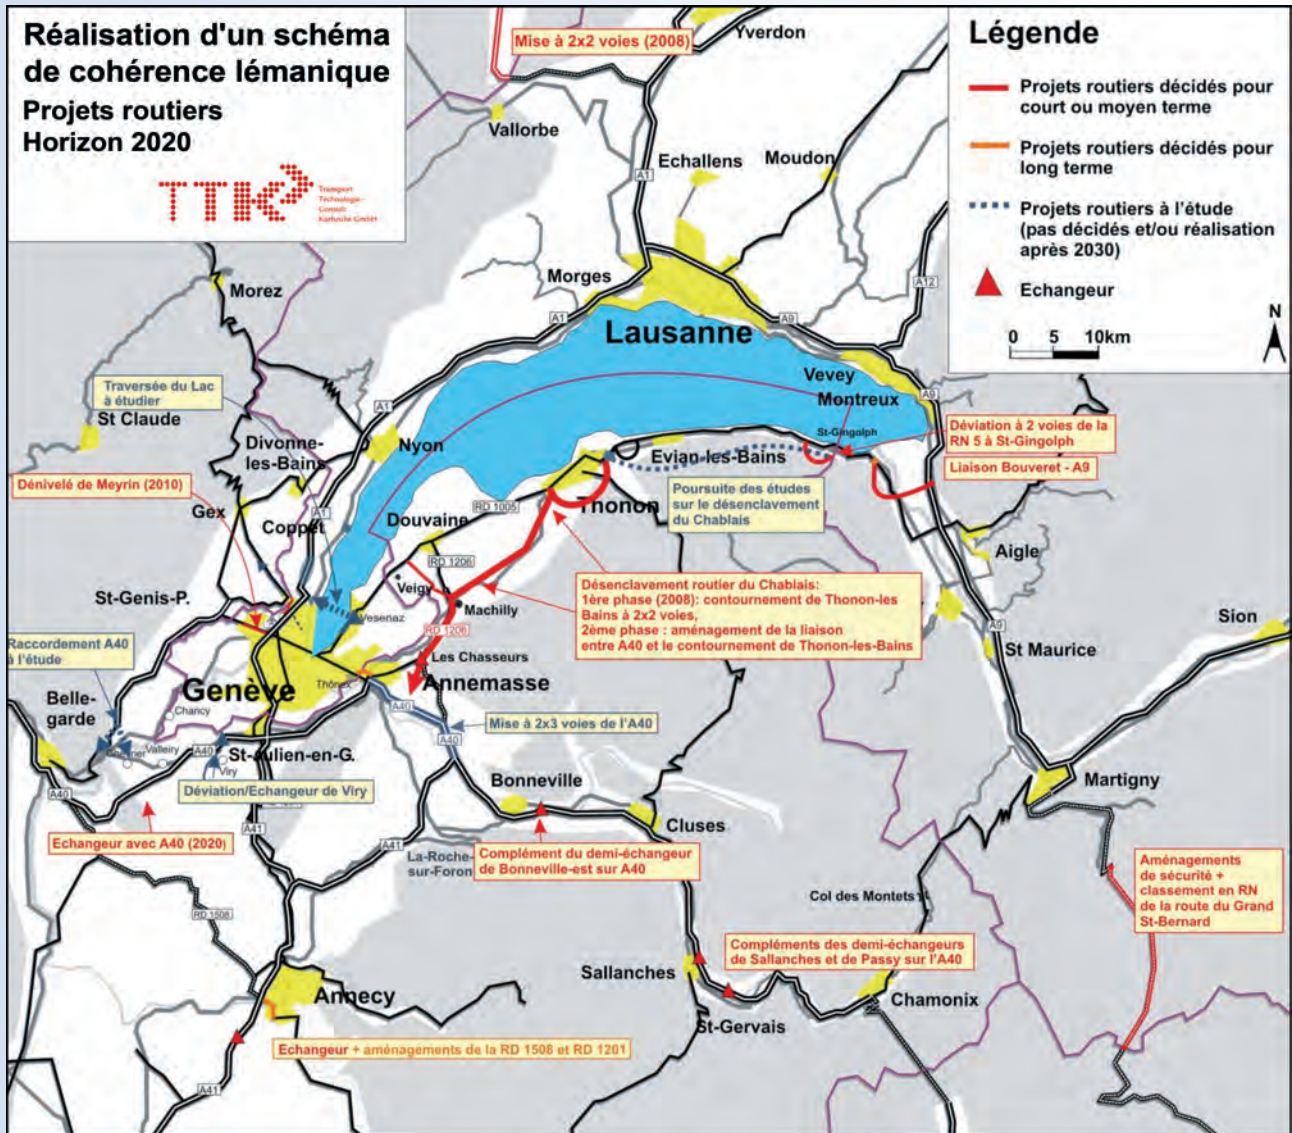 Réalisation d'un schéma
de cohérence lémanique
Projets routiers
Horizon 2020
TTK
Transport
Technologie-
Consult
Karlsruhe GmbH
Légende
Projets routiers décidés pour
court ou moyen terme
Projets routiers décidés pour
long terme
Projets routiers à l'étude
(pas décidés et/ou réalisation
après 2030)
Echangeur
N
0 5 10km
Mise à 2x2 voies (2008)
Yverdon
Vallorbe
Echallens
Moudon
A1
Morges
A12
Morez
A1
A9
Lausanne
Vevey
Montreux
A9
Traversée du Lac
à étudier
St Claude
A1
Nyon
Divonne-
les-Bains
St-Gingolph
Déviation à 2 voies de la
RN 5 à St-Gingolph
Evian-les-Bains
Liaison Bouveret - A9
Dénivelé de Meyrin (2010)
Gex
A1
Coppet
Douvaine
RD 1005
Thonon
Poursuite des études
sur le désenclavement
du Chablais
Aigle
RD 1206
Veigy
Machilly
St-Genis-P.
Vesenaz
RD 1206
Désenclavement routier du Chablais:
1ère phase (2008): contournement de Thonon-les
Bains à 2x2 voies,
2ème phase : aménagement de la liaison
entre A40 et le contournement de Thonon-les-Bains
A9
Sion
St Maurice
Raccordement A40
à l'étude
Les Chasseurs
Genève
Thônex
Annemasse
Belle-
garde
Chancy
A40
Mise à 2x3 voies de l'A40
A40
Valleiry
A40
St-Julien-en-G.
Viry
Déviation/Echangeur de Viry
Bonneville
Martigny
A40
A41
Cluses
Echangeur avec A40 (2020)
A41
La-Roche-
sur-Foron
Complément du demi-échangeur
de Bonneville-est sur A40
Aménagements
de sécurité +
classement en RN
de la route du Grand
St-Bernard
Col des Montets
RD 1508
Compléments des demi-échangeurs
de Sallanches et de Passy sur l'A40
Sallanches
Annecy
Chamonix
St-Gervais
Echangeur + aménagements de la RD 1508 et RD 1201
A41